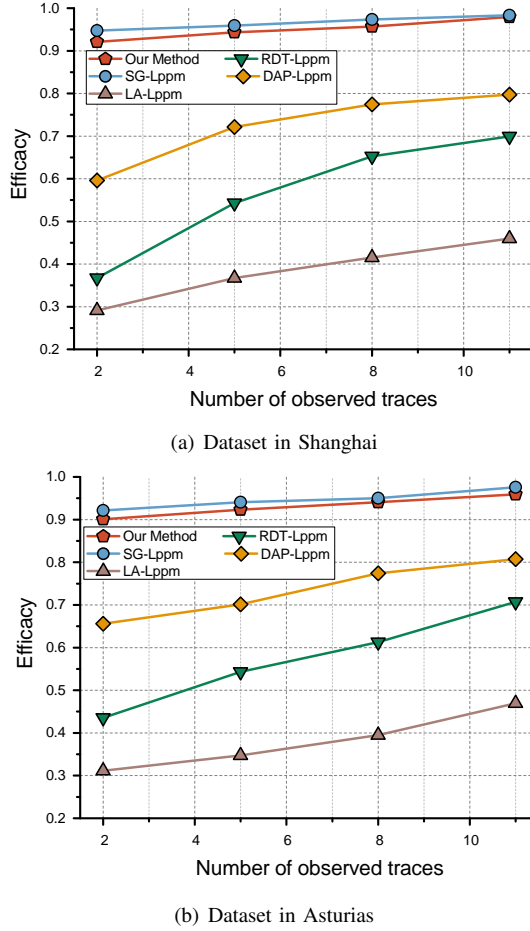 1.0
0.9
Our Method RDT-Lppm
SG-Lppm DAP-Lppm
LA-Lppm
0.8
0.7
0.6
0.5
0.4
0.3
0.2
Efficacy
2 4 6 8 10
Number of observed traces
(a) Dataset in Shanghai
1.0
0.9
Our Method RDT-Lppm
SG-Lppm DAP-Lppm
LA-Lppm
0.8
0.7
0.6
0.5
0.4
0.3
0.2
Efficacy
2 4 6 8 10
Number of observed traces
(b) Dataset in Asturias